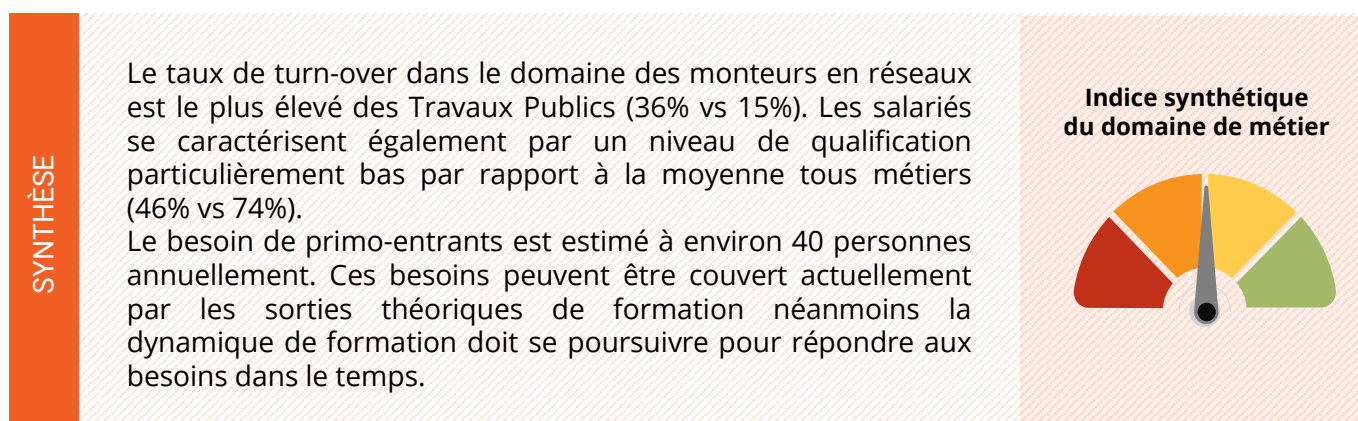 SYNTHÈSE
Le taux de turn-over dans le domaine des monteurs en réseaux
est le plus élevé des Travaux Publics (36% vs 15%). Les salariés
se caractérisent également par un niveau de qualification
particulièrement bas par rapport à la moyenne tous métiers
(46% vs 74%).
Le besoin de primo-entrants est estimé à environ 40 personnes
annuellement. Ces besoins peuvent être couvert actuellement
par les sorties théoriques de formation néanmoins la
dynamique de formation doit se poursuivre pour répondre aux
besoins dans le temps.
Indice synthétique
du domaine de métier